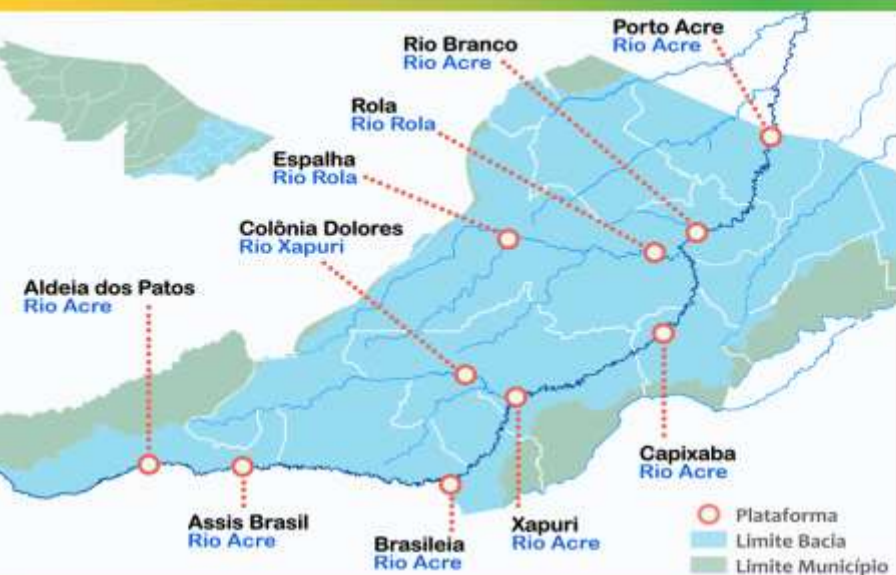 Porto Acre
Rio Acre
Rio Branco
Rio Acre
Rola
Rio Rola
Espalha
Rio Rola
Colônia Dolores
Rio Xapuri
Aldeia dos Patos
Rio Acre
Capixaba
Rio Acre
Assis Brasil
Rio Acre
Brasileia
Rio Acre
Xapuri
Rio Acre
Plataforma
Limite Bacia
Limite Município